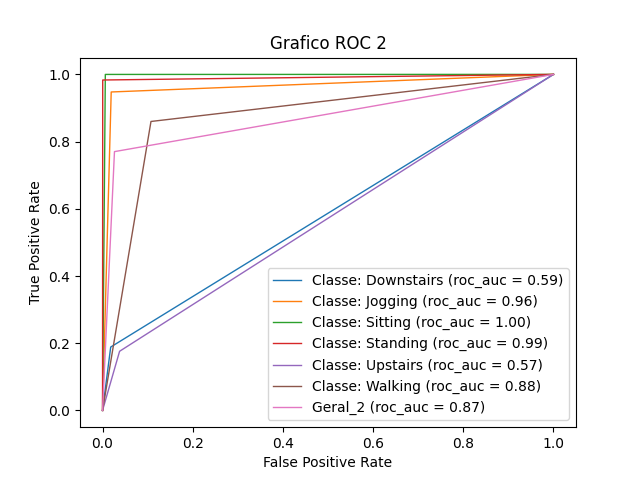 Grafico ROC 2
True Positive Rate
1.0
0.8
0.6
0.4
0.2
0.0
Classe: Downstairs (roc_auc = 0.59)
Classe: Jogging (roc_auc = 0.96)
Classe: Sitting (roc_auc = 1.00)
Classe: Standing (roc_auc = 0.99)
Classe: Upstairs (roc_auc = 0.57)
Classe: Walking (roc_auc = 0.88)
Geral_2 (roc_auc = 0.87)
0.0 0.2 0.4 0.6 0.8 1.0
False Positive Rate